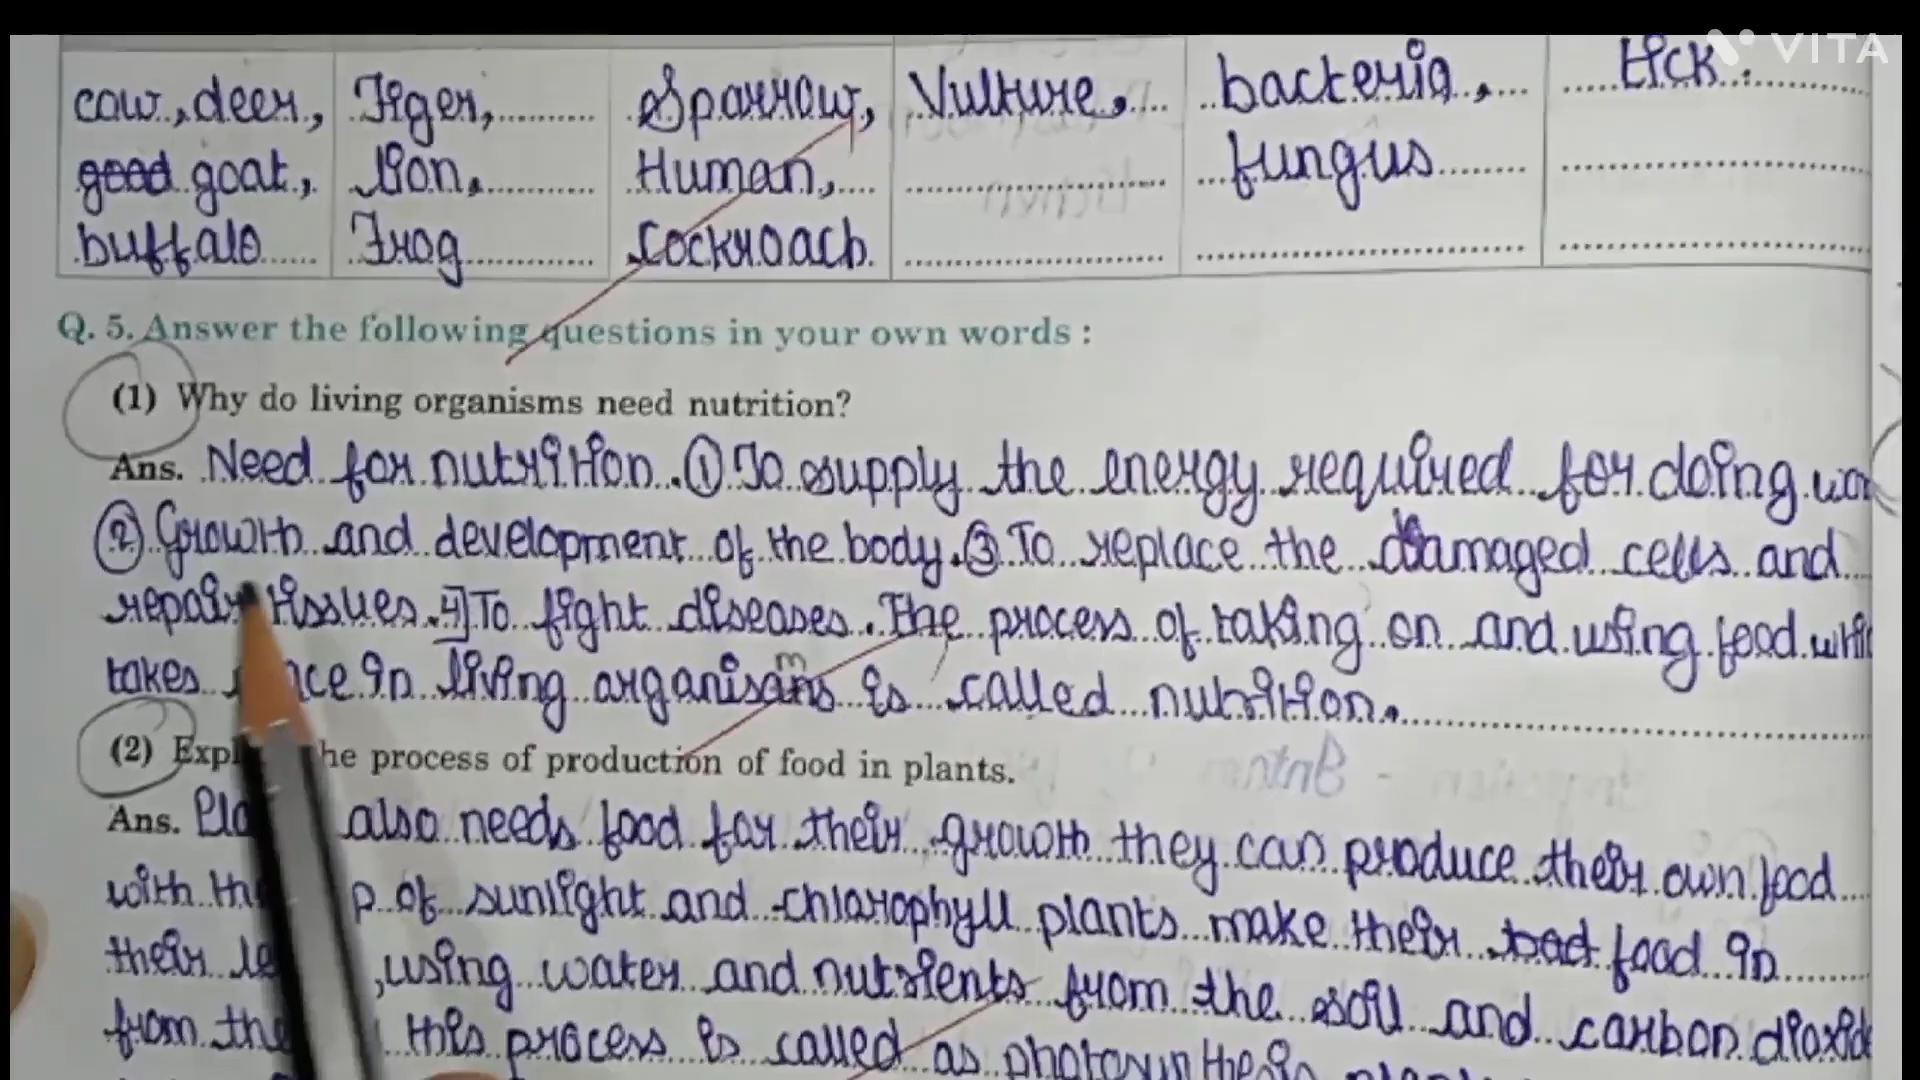 VITA
cow, deer, Tiger, Sparrow, Vulture, bacteria, tick.
good goat, Lion, Human, fungus
buffalo Frog Cockroach
Q. 5. Answer the following questions in your own words :
(1) Why do living organisms need nutrition?
Ans. Need for nutrition. ① To supply the energy required for doing
② Growth and development of the body. ③ To replace the damaged cells and
repair tissues. 4 To fight diseases. The process of taking on and using food
takes in living organisms is called nutrition.
(2) the process of production of food in plants.
Ans. also needs food for their growth they can produce their own food
with of sunlight and chlorophyll plants make their food in
their , using water and nutrients from the soil and carbon
from this process is called as